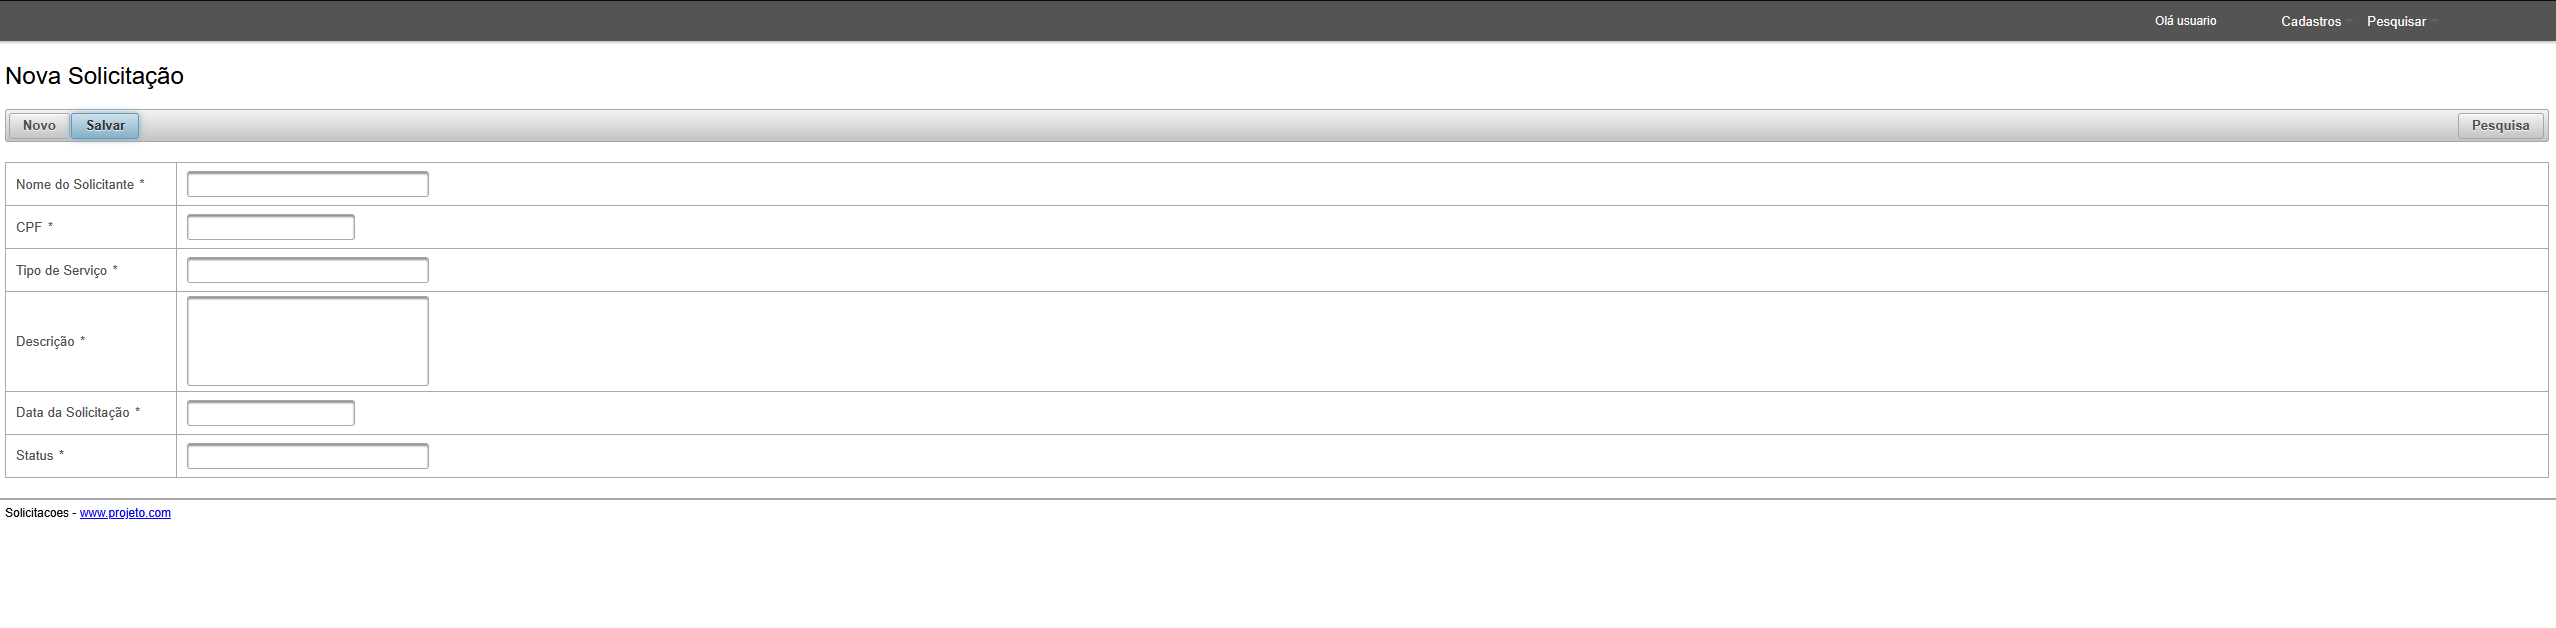 Olá usuario Cadastros Pesquisar
Nova Solicitação
Novo Salvar Pesquisa
Nome do Solicitante *
CPF *
Tipo de Serviço *
Descrição *
Data da Solicitação *
Status *
Solicitacoes - www.projeto.com